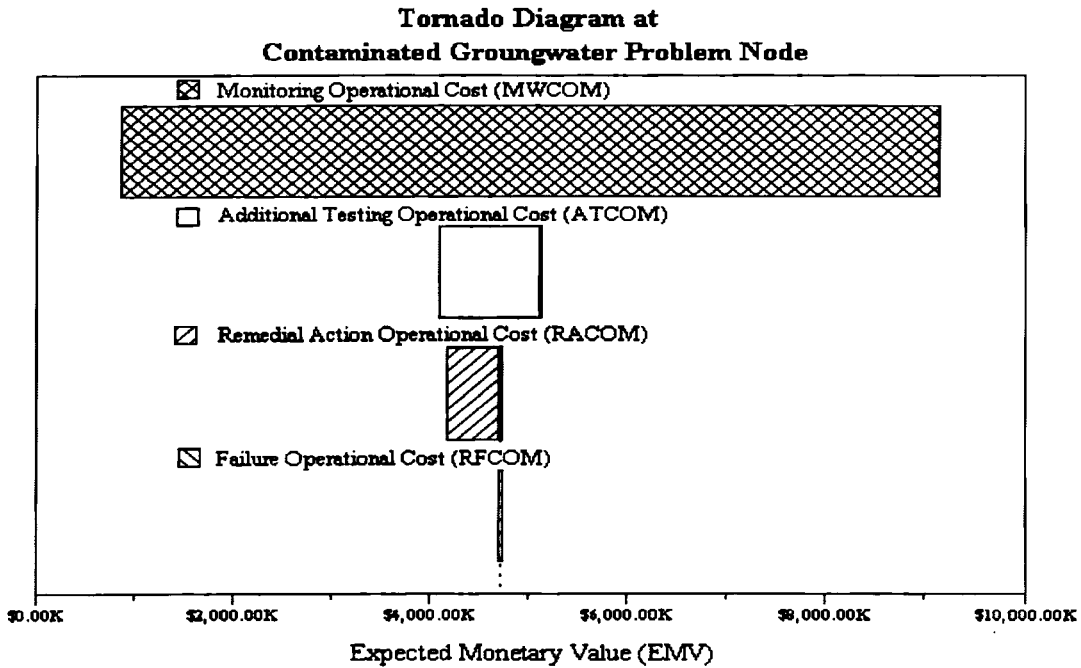 Tornado Diagram at
Contaminated Groungwater Problem Node
Monitoring Operational Cost (MWCOM)
Additional Testing Operational Cost (ATCOM)
Remedial Action Operational Cost (RACOM)
Failure Operational Cost (RFCOM)
$0.00K $2,000.00K $4,000.00K $6,000.00K $8,000.00K $10,000.00K
Expected Monetary Value (EMV)